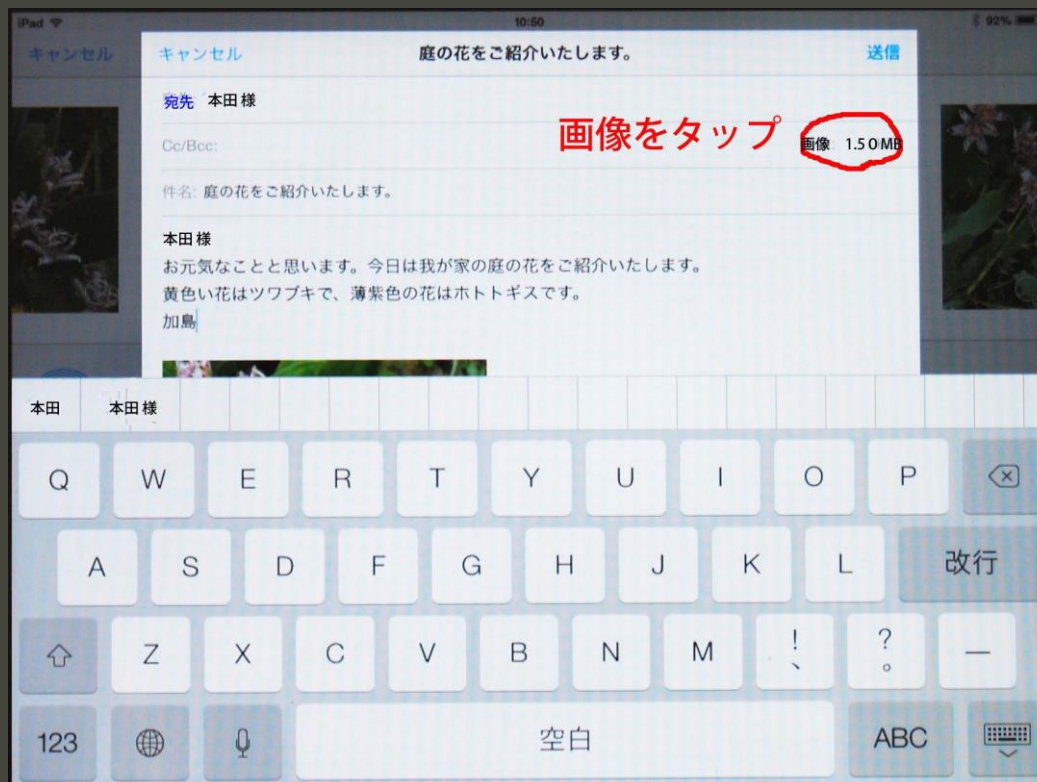 iPad 10:50 92%
キャンセル
キャンセル 庭の花をご紹介いたします。 送信
宛先 本田 様
画像をタップ
Cc/Bcc: 画像 1.50 MB
件名: 庭の花をご紹介いたします。
本田 様
お元気なことと思います。今日は我が家の庭の花をご紹介いたします。
黄色い花はツワブキで、薄紫色の花はホトトギスです。
加島
本田 本田 様
Q W E R T Y U I O P
A S D F G H J K L 改行
Z X C V B N M ! 、 ? 。 ー
123 空白 ABC